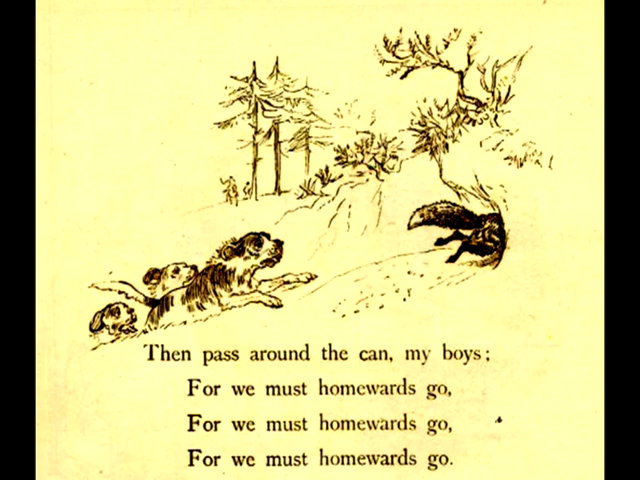 Then pass around the can, my boys;
For we must homewards go,
For we must homewards go,
For we must homewards go.